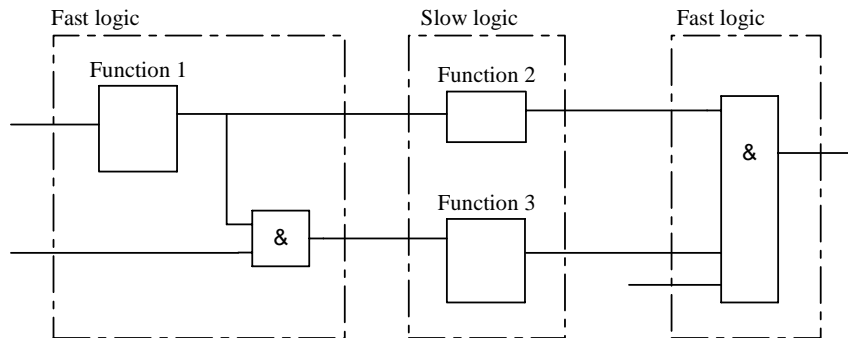 Fast logic
Slow logic
Fast logic
Function 1
Function 2
&
Function 3
&